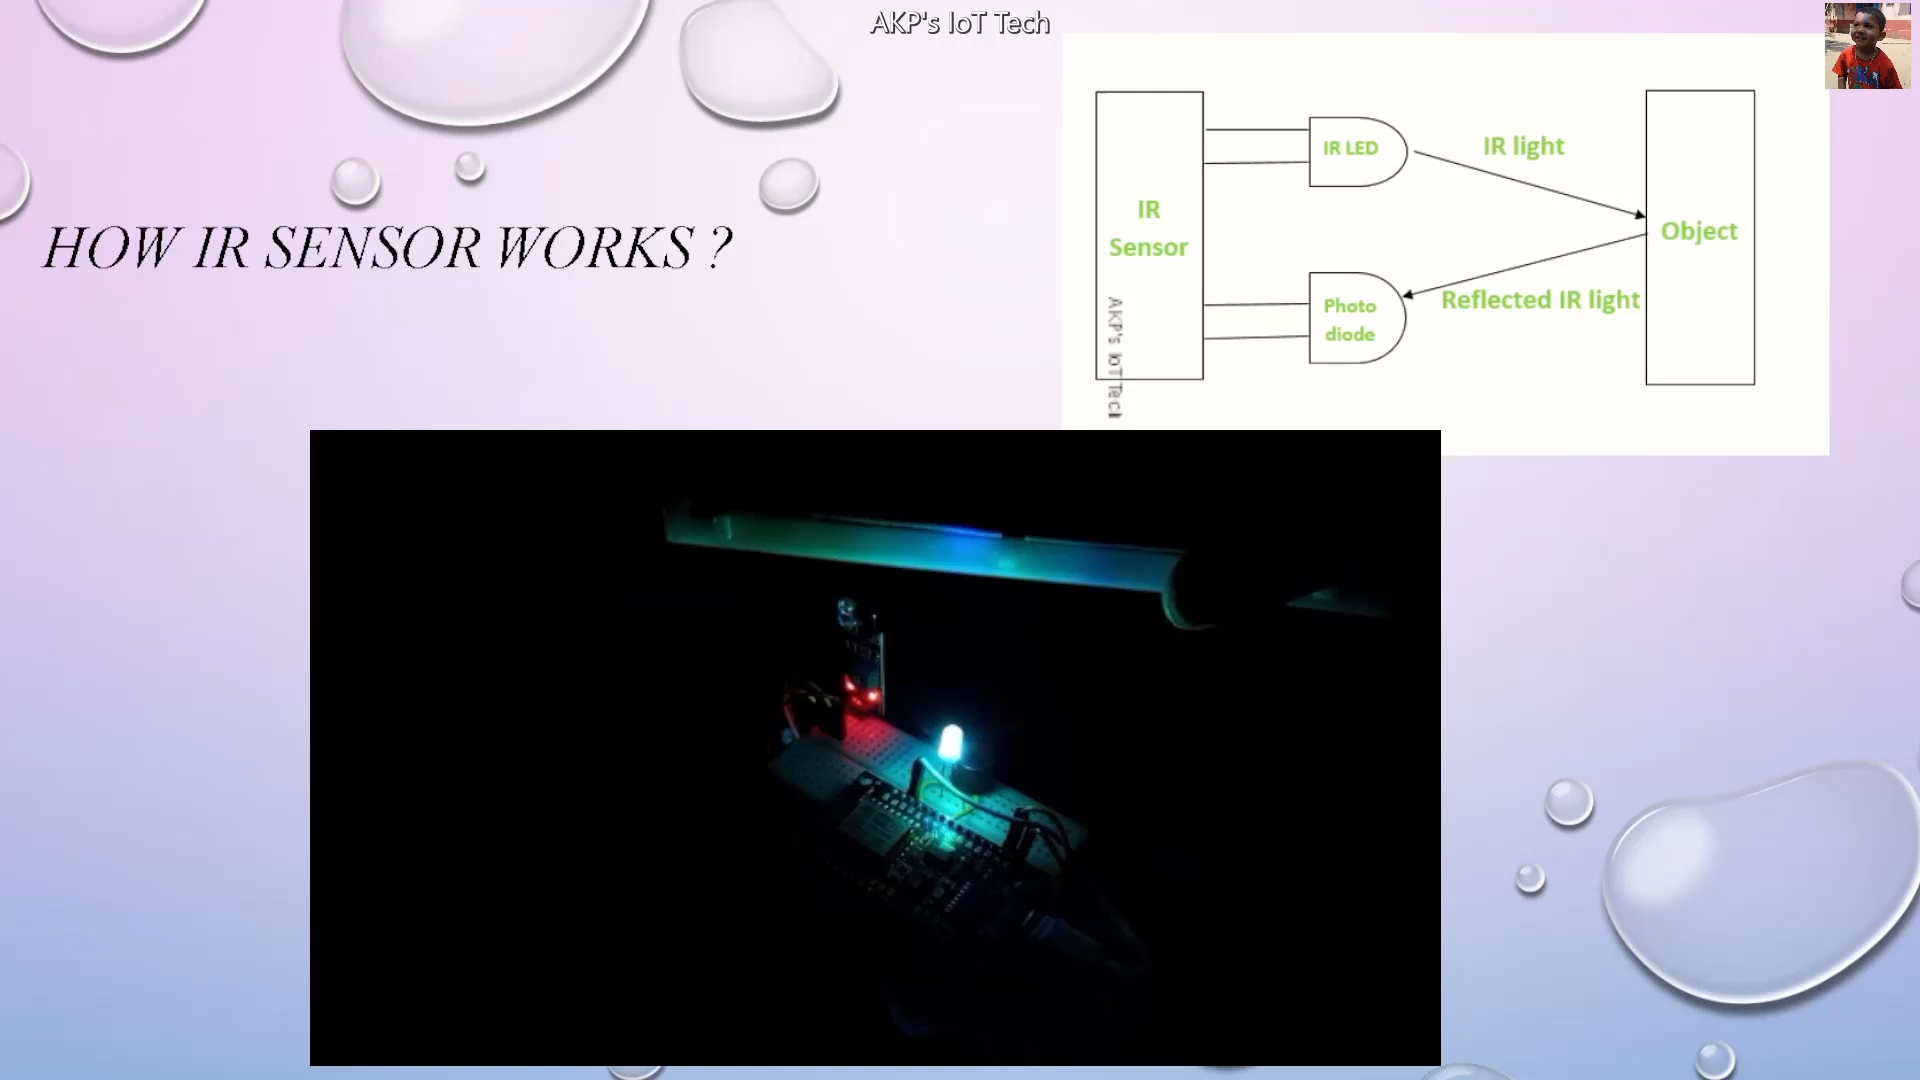 AKP's IoT Tech
HOW IR SENSOR WORKS ?
IR
Sensor
IR LED
IR light
Object
Photo
diode
Reflected IR light
AKP's IoT Tech